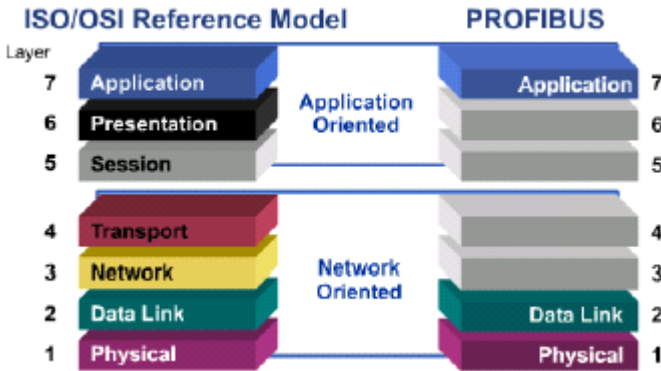 ISO/OSI Reference Model PROFIBUS
Layer
7 Application Application 7
6 Presentation Application Oriented 6
5 Session 5
4 Transport 4
3 Network Network Oriented 3
2 Data Link Data Link 2
1 Physical Physical 1